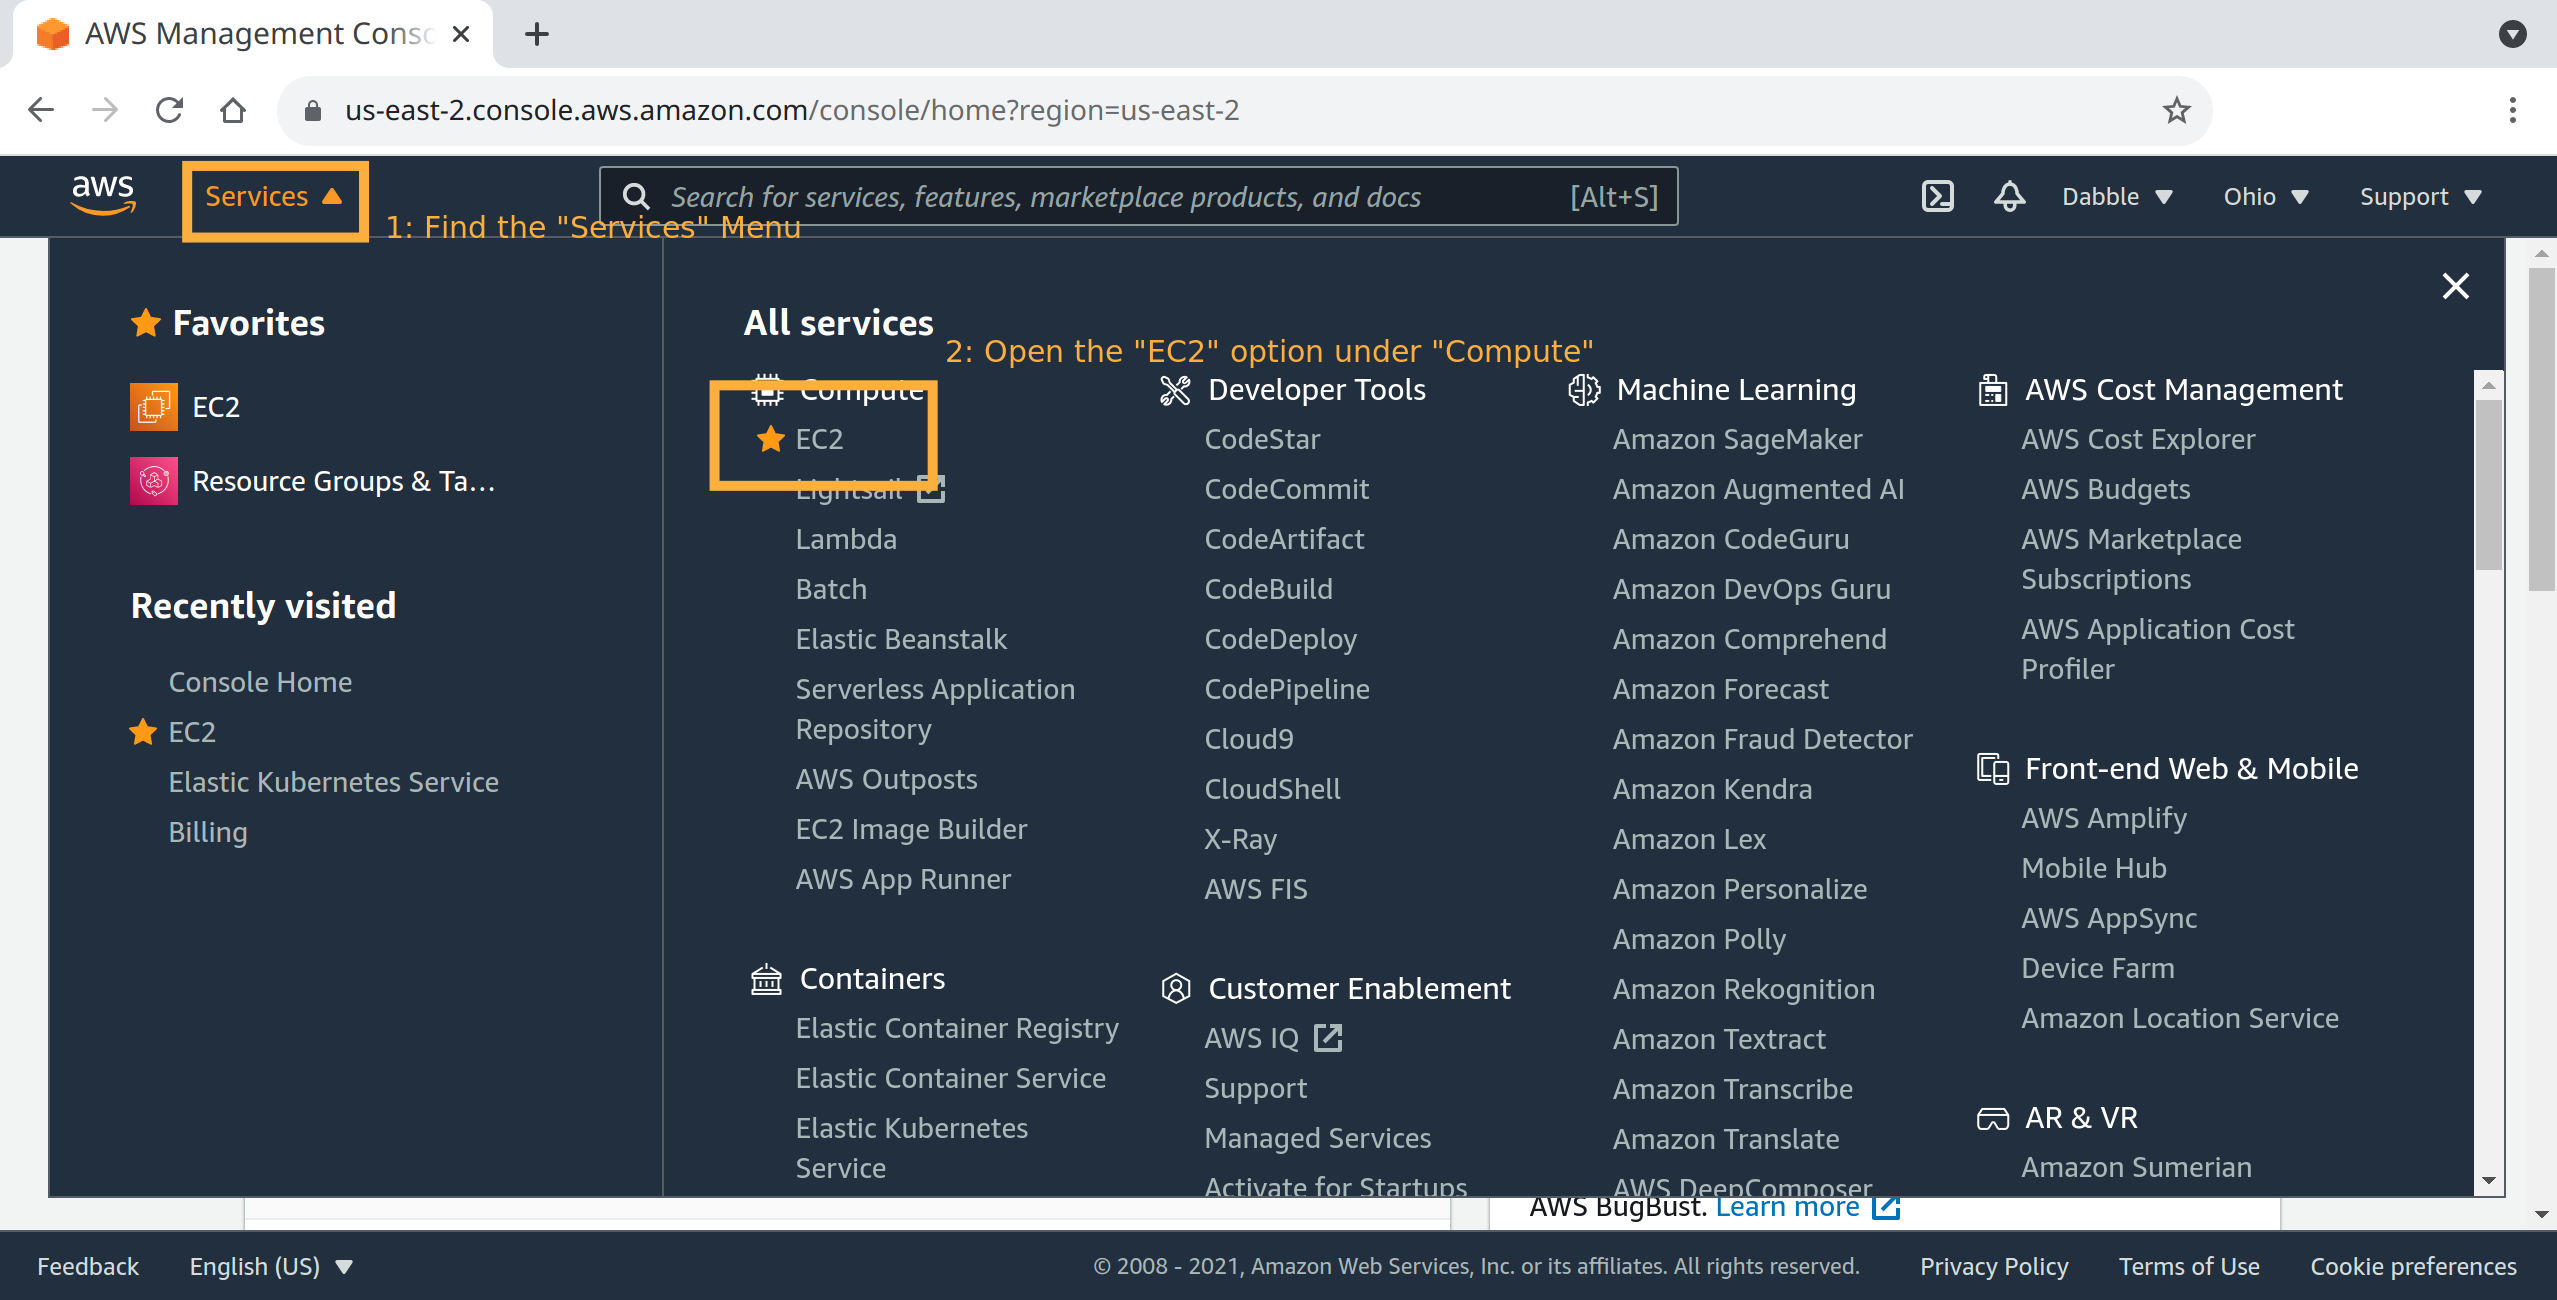 AWS Management Conso
us-east-2.console.aws.amazon.com/console/home?region=us-east-2
aws
Services
Search for services, features, marketplace products, and docs
[Alt+S]
Dabble
Ohio
Support
1: Find the "Services" Menu
Favorites
EC2
Resource Groups & Ta...
Recently visited
Console Home
EC2
Elastic Kubernetes Service
Billing
All services
2: Open the "EC2" option under "Compute"
Compute
EC2
Lightsail
Lambda
Batch
Elastic Beanstalk
Serverless Application
Repository
AWS Outposts
EC2 Image Builder
AWS App Runner
Containers
Elastic Container Registry
Elastic Container Service
Elastic Kubernetes
Service
Developer Tools
CodeStar
CodeCommit
CodeArtifact
CodeBuild
CodeDeploy
CodePipeline
Cloud9
CloudShell
X-Ray
AWS FIS
Customer Enablement
AWS IQ
Support
Managed Services
Activate for Startups
Machine Learning
Amazon SageMaker
Amazon Augmented AI
Amazon CodeGuru
Amazon DevOps Guru
Amazon Comprehend
Amazon Forecast
Amazon Fraud Detector
Amazon Kendra
Amazon Lex
Amazon Personalize
Amazon Polly
Amazon Rekognition
Amazon Textract
Amazon Transcribe
Amazon Translate
AWS DeepComposer
AWS Cost Management
AWS Cost Explorer
AWS Budgets
AWS Marketplace
Subscriptions
AWS Application Cost
Profiler
Front-end Web & Mobile
AWS Amplify
Mobile Hub
AWS AppSync
Device Farm
Amazon Location Service
AR & VR
Amazon Sumerian
AWS BugBust. Learn more
Feedback
English (US)
© 2008 - 2021, Amazon Web Services, Inc. or its affiliates. All rights reserved.
Privacy Policy
Terms of Use
Cookie preferences